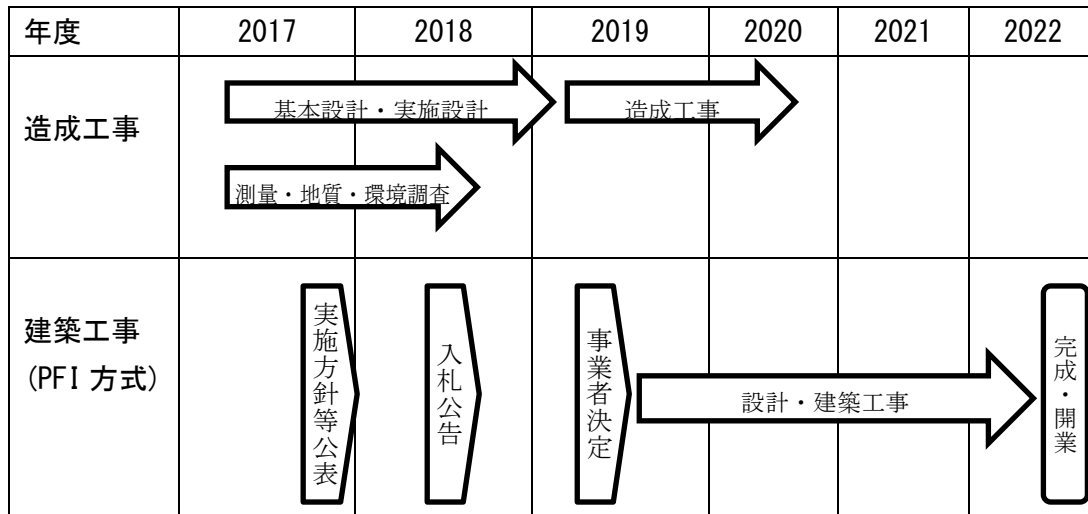 年度 2017 2018 2019 2020 2021 2022
造成工事
基本設計・実施設計
造成工事
測量・地質・環境調査
建築工事
(PFI 方式)
実施方針等公表
入札公告
事業者決定
設計・建築工事
完成・開業